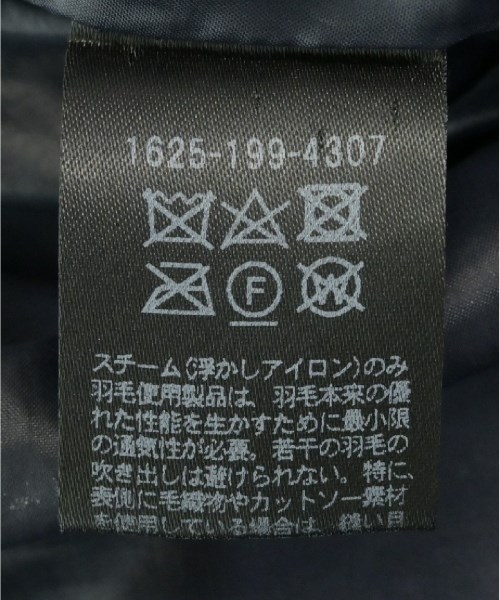 1625-199-4307
F
W
スチーム(浮かしアイロン)のみ
羽毛使用製品は、羽毛本来の優
れた性能を生かすために最小限
の通気性が必要。若干の羽毛の
吹き出しは避けられない。特に、
表側に毛織物やカットソー素材
を使用している場合は、縫い目